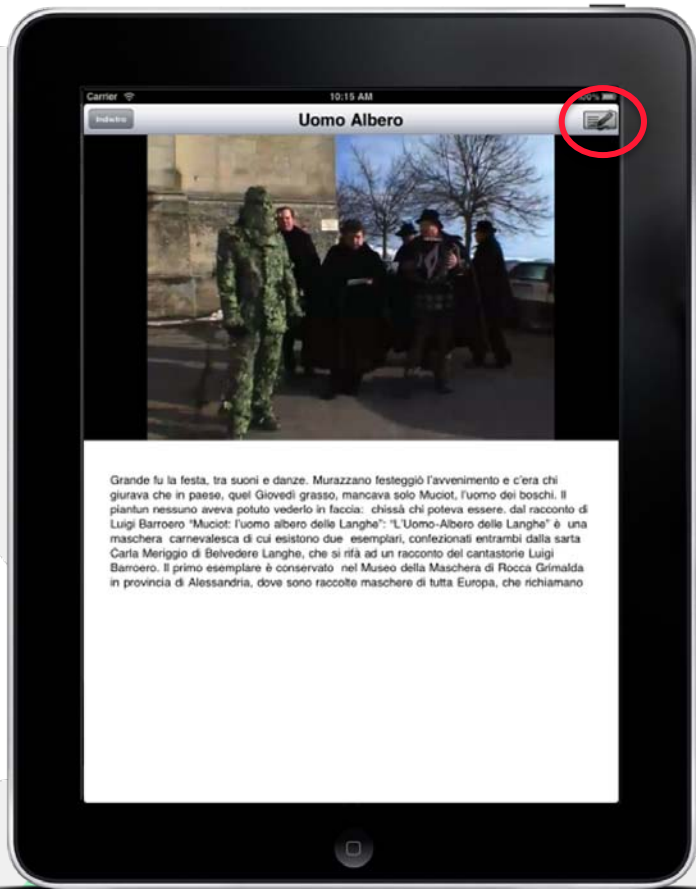 Carrier
10:15 AM
100%
Indietro
Uomo Albero
Grande fu la festa, tra suoni e danze. Murazzano festeggiò l'avvenimento e c'era chi
giurava che in paese, quel Giovedì grasso, mancava solo Muciot, l'uomo dei boschi. Il
piantun nessuno aveva potuto vederlo in faccia: chissà chi poteva essere. dal racconto di
Luigi Barroero "Muciot: l'uomo albero delle Langhe": "L'Uomo-Albero delle Langhe" è una
maschera carnevalesca di cui esistono due esemplari, confezionati entrambi dalla sarta
Carla Meriggio di Belvedere Langhe, che si rifà ad un racconto del cantastorie Luigi
Barroero. Il primo esemplare è conservato nel Museo della Maschera di Rocca Grimalda
in provincia di Alessandria, dove sono raccolte maschere di tutta Europa, che richiamano